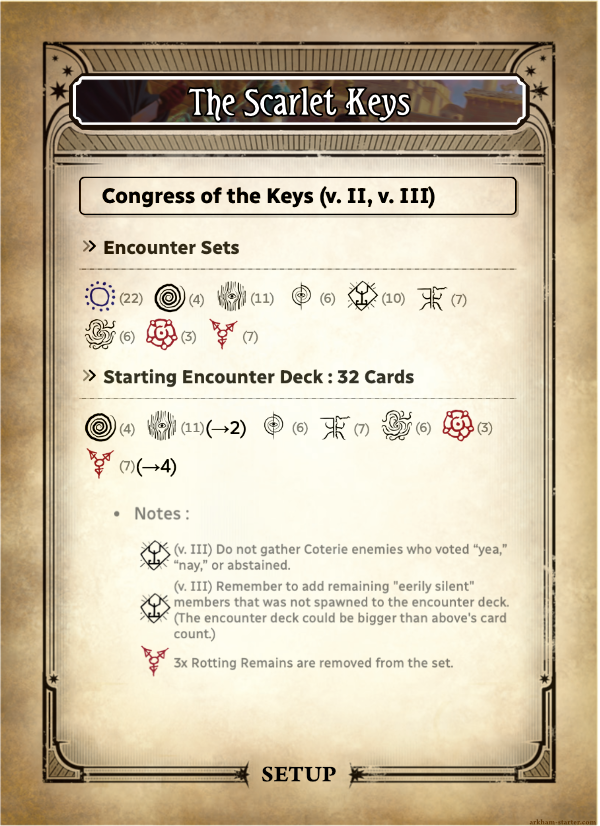 The Scarlet Keys
Congress of the Keys (v. II, v. III)
Encounter Sets
(22) (4) (11) (6) (10) (7)
(6) (3) (7)
Starting Encounter Deck : 32 Cards
(4) (11)(→2) (6) (7) (6) (3)
(7)(→4)
• Notes :
(v. III) Do not gather Coterie enemies who voted “yea,”
“nay,” or abstained.
(v. III) Remember to add remaining "eerily silent"
members that was not spawned to the encounter deck.
(The encounter deck could be bigger than above's card
count.)
3x Rotting Remains are removed from the set.
SETUP
arkham-starter.com